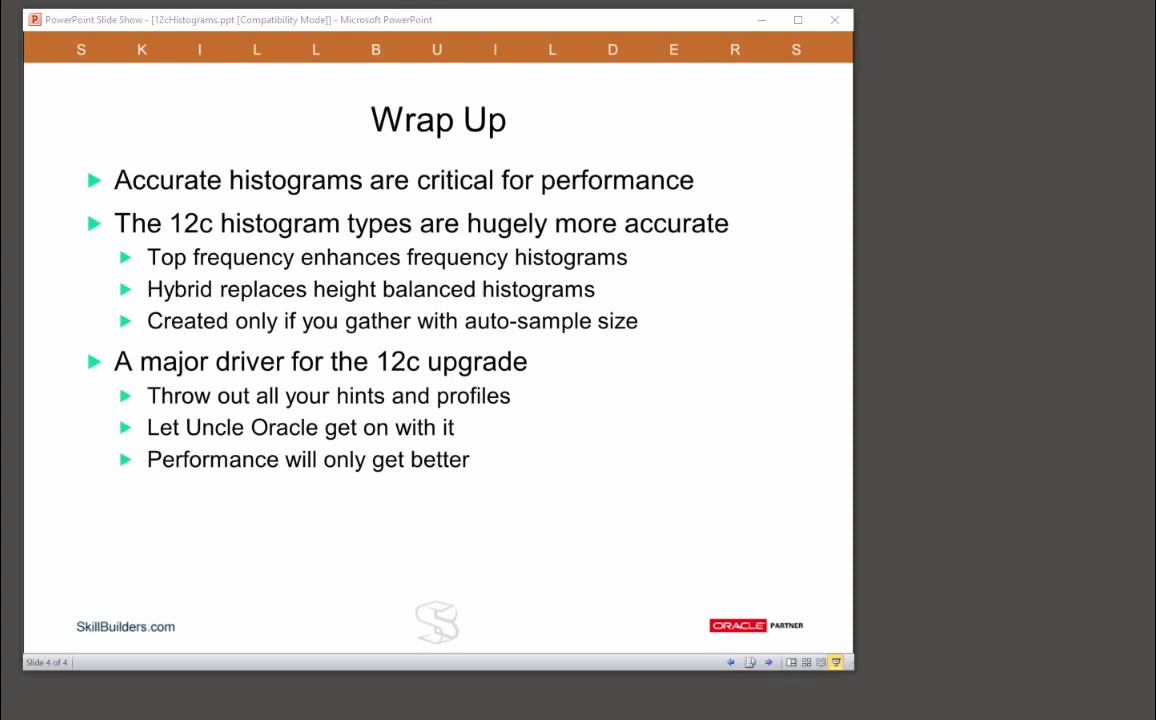 PowerPoint Slide Show - [12cHistograms.ppt [Compatibility Mode]] - Microsoft PowerPoint
S K I L L B U I L D E R S
Wrap Up
Accurate histograms are critical for performance
The 12c histogram types are hugely more accurate
Top frequency enhances frequency histograms
Hybrid replaces height balanced histograms
Created only if you gather with auto-sample size
A major driver for the 12c upgrade
Throw out all your hints and profiles
Let Uncle Oracle get on with it
Performance will only get better
SkillBuilders.com
ORACLE PARTNER
Slide 4 of 4